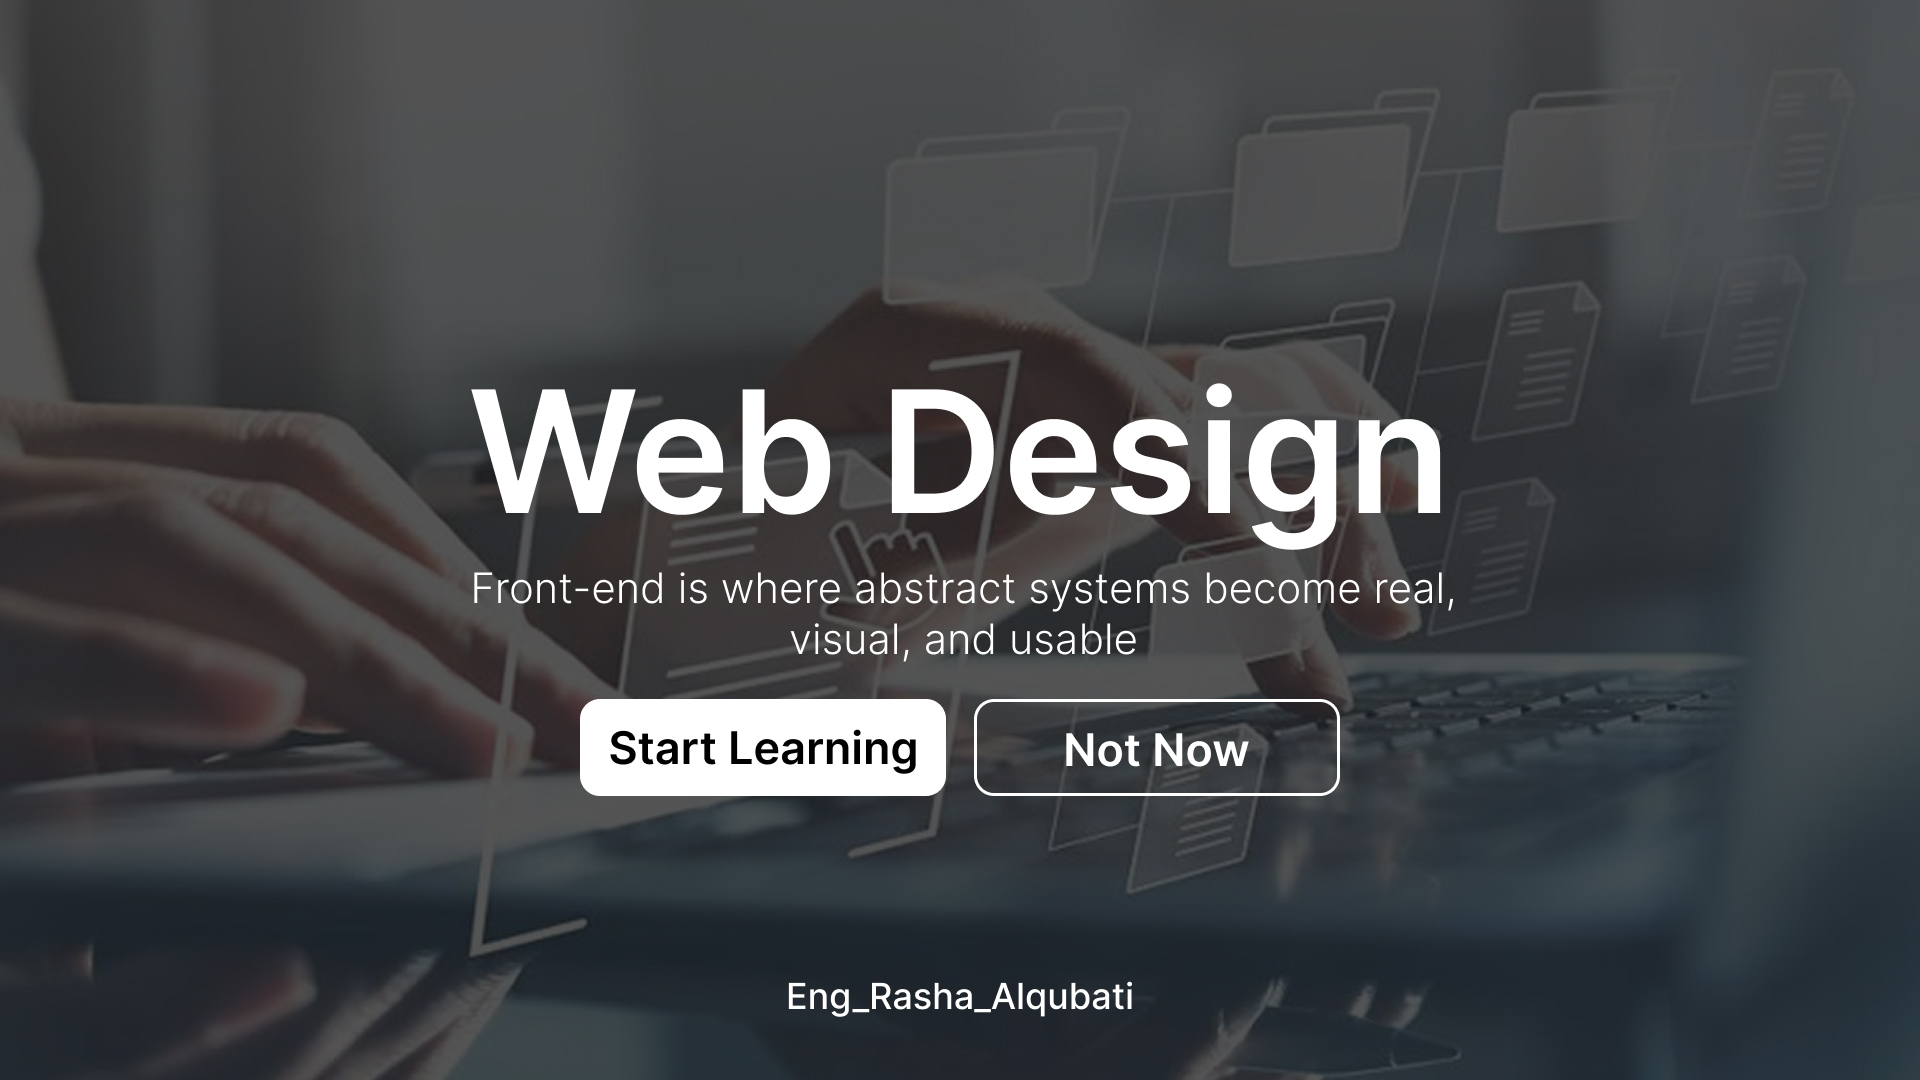 Web Design
Front-end is where abstract systems become real,
visual, and usable
Start Learning
Not Now
Eng_Rasha_Alqubati